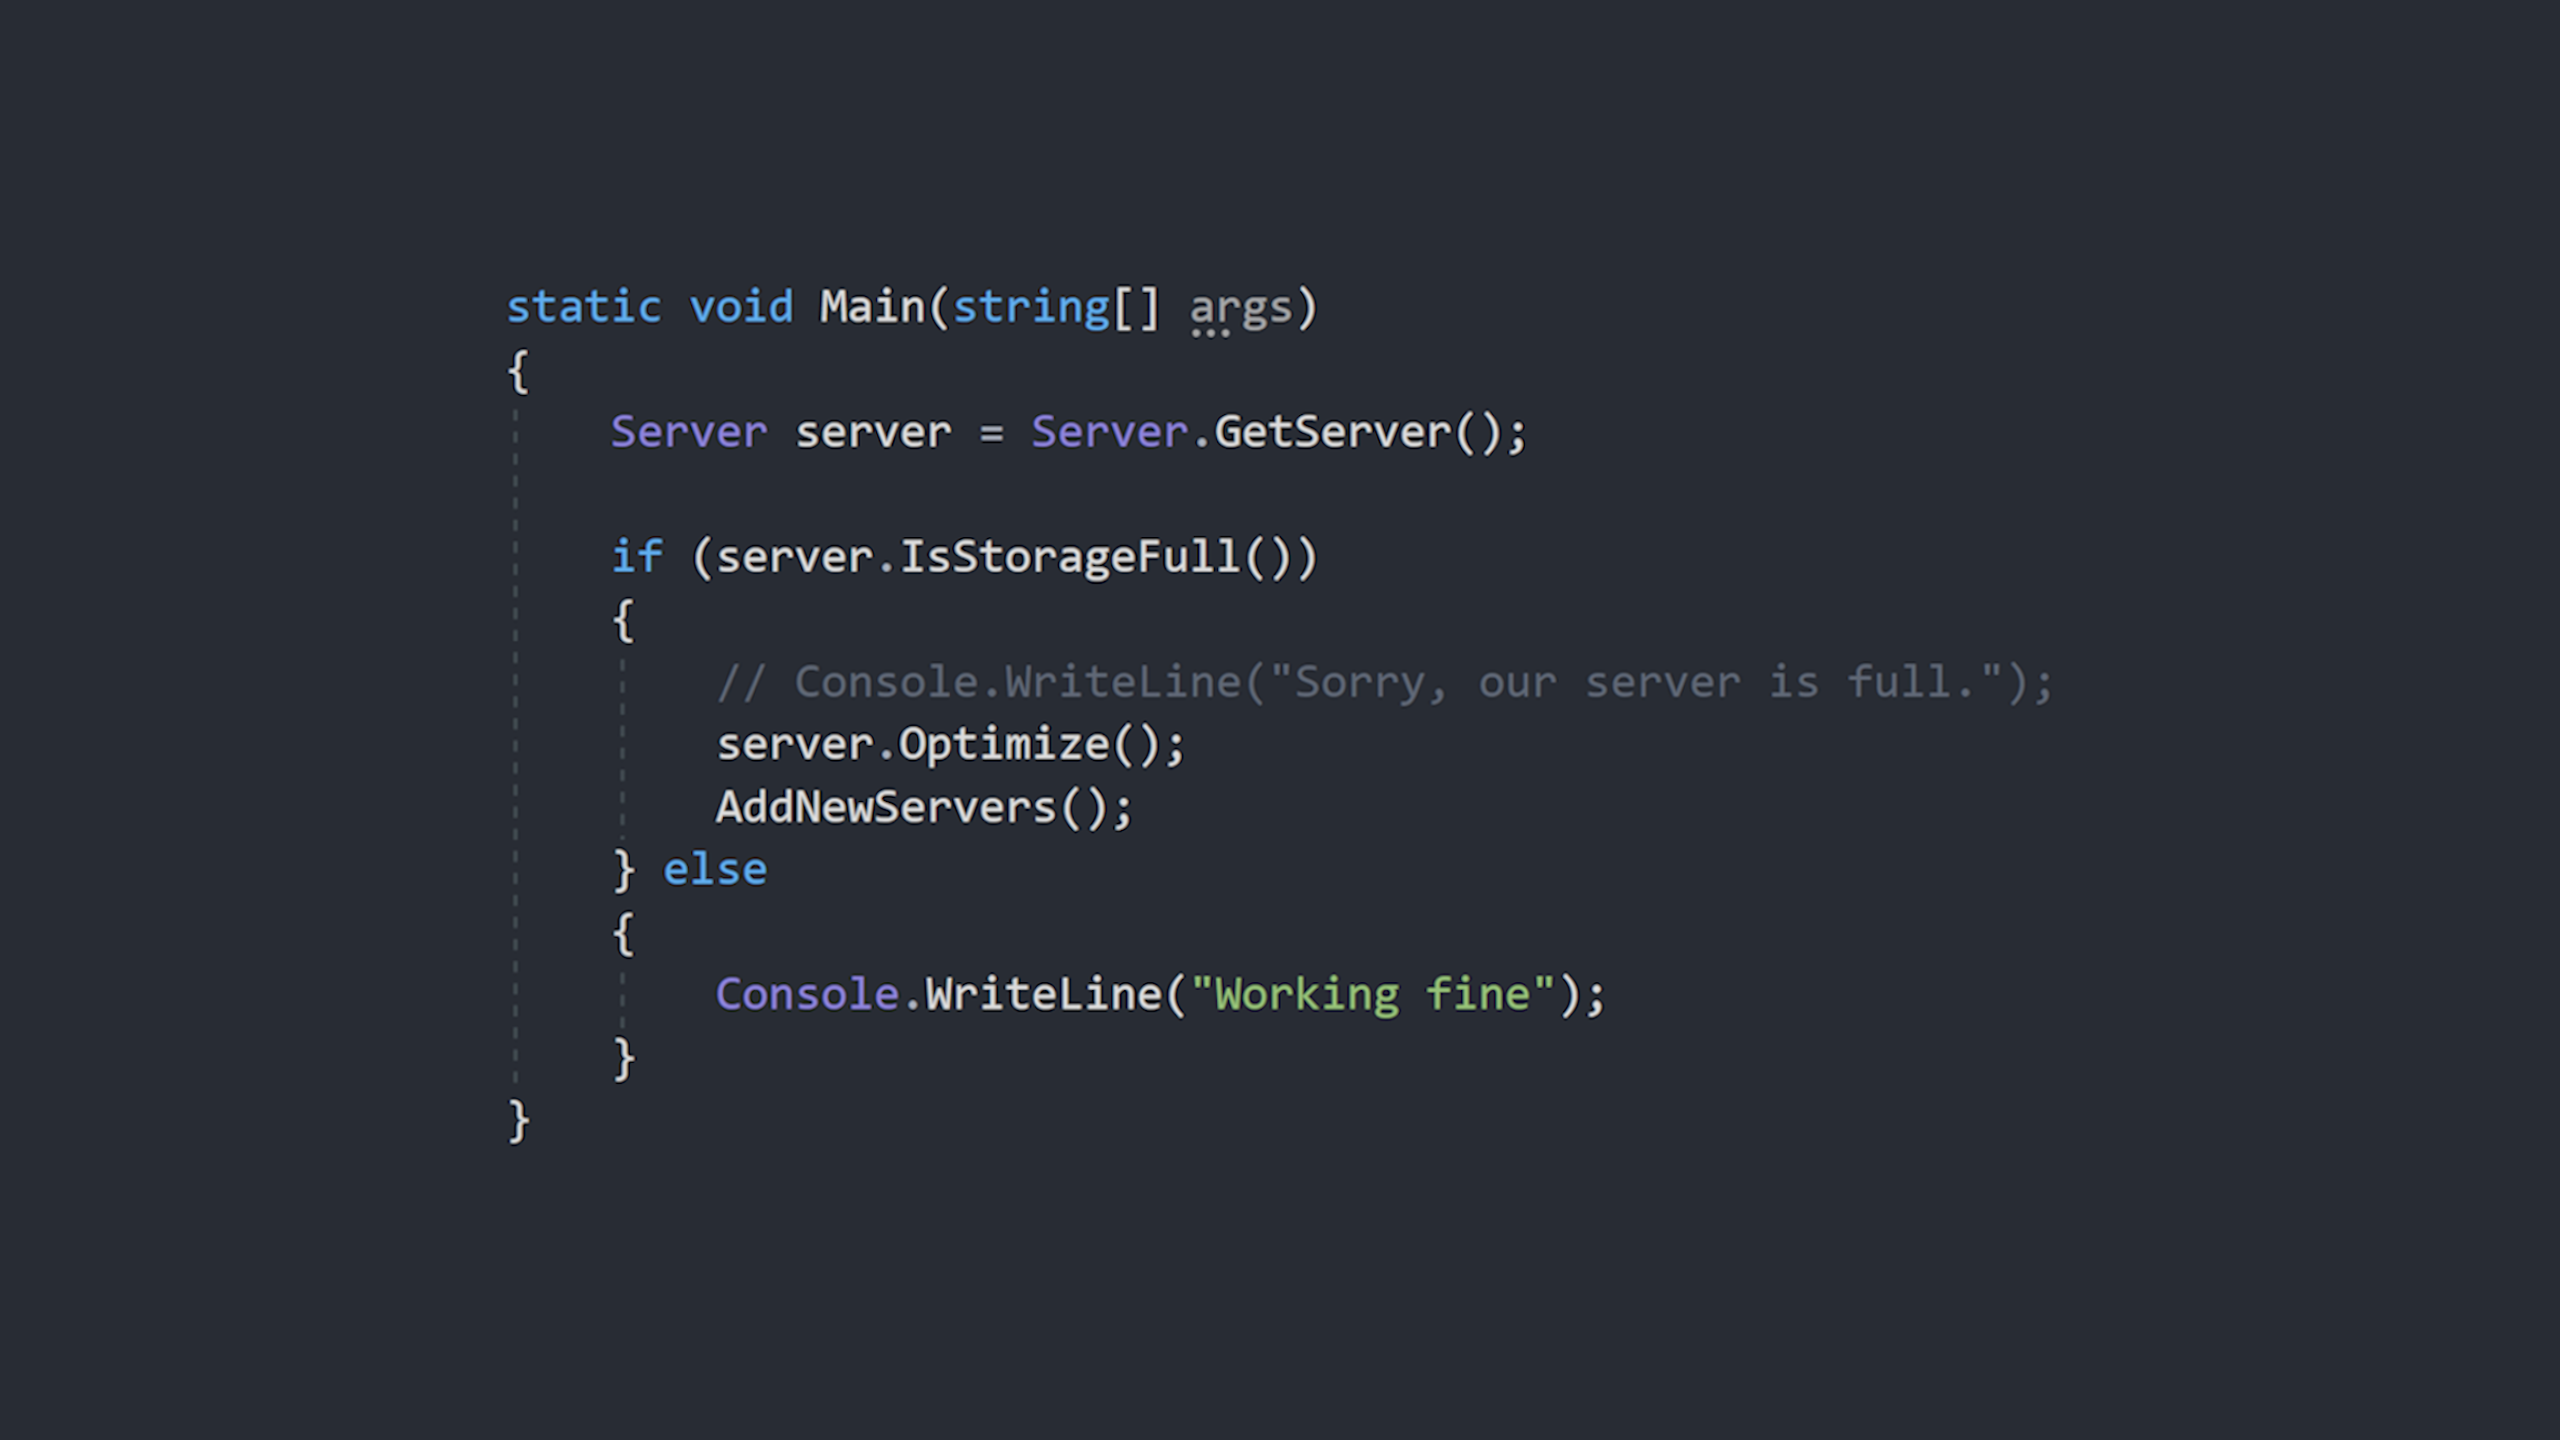 static void Main(string[] args)
{
    Server server = Server.GetServer();

    if (server.IsStorageFull())
    {
        // Console.WriteLine("Sorry, our server is full.");
        server.Optimize();
        AddNewServers();
    } else
    {
        Console.WriteLine("Working fine");
    }
}